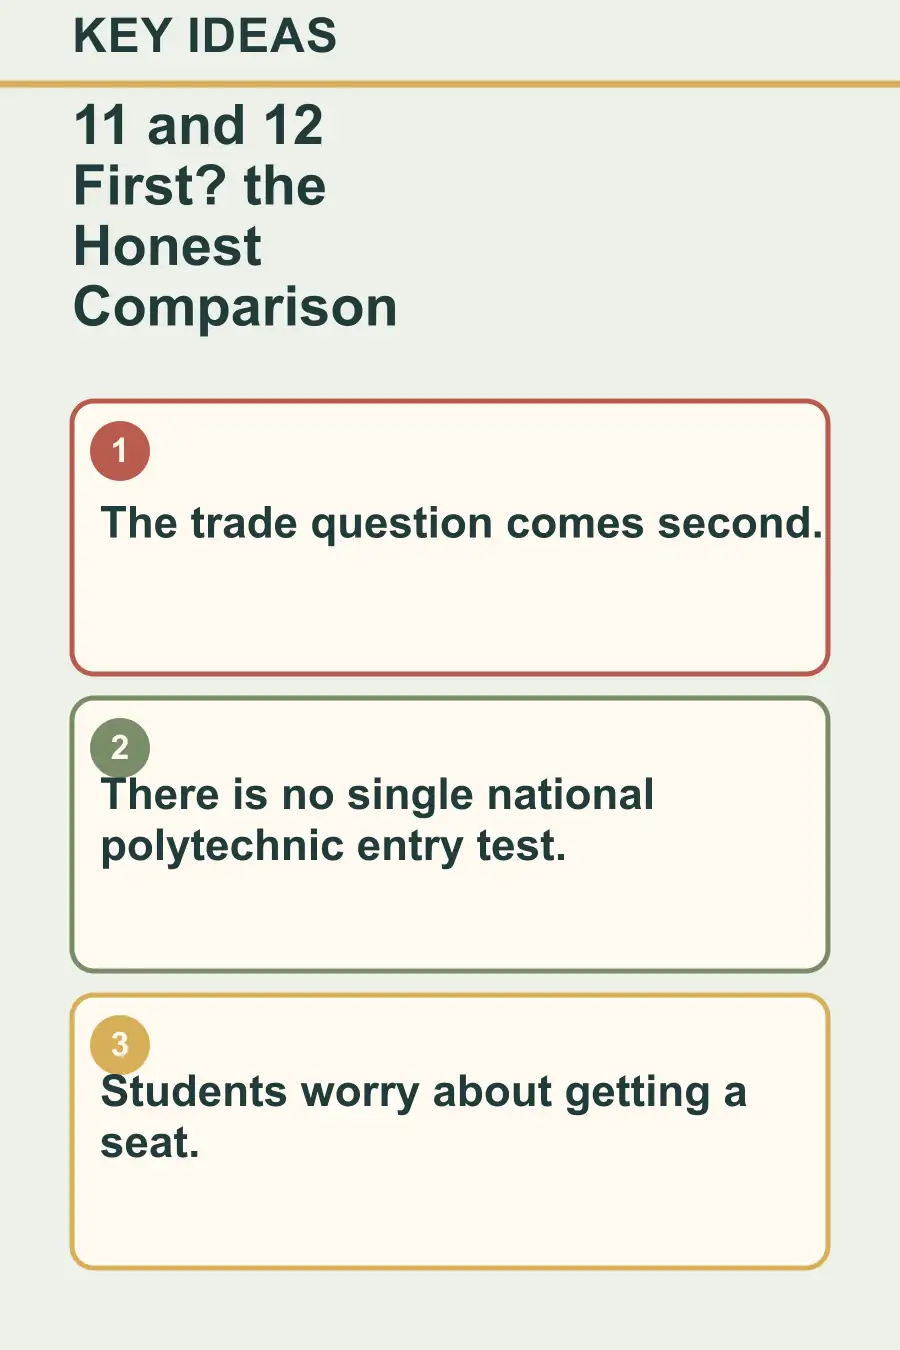 KEY IDEAS
11 and 12
First? the
Honest
Comparison
1
The trade question comes second.
2
There is no single national
polytechnic entry test.
3
Students worry about getting a
seat.